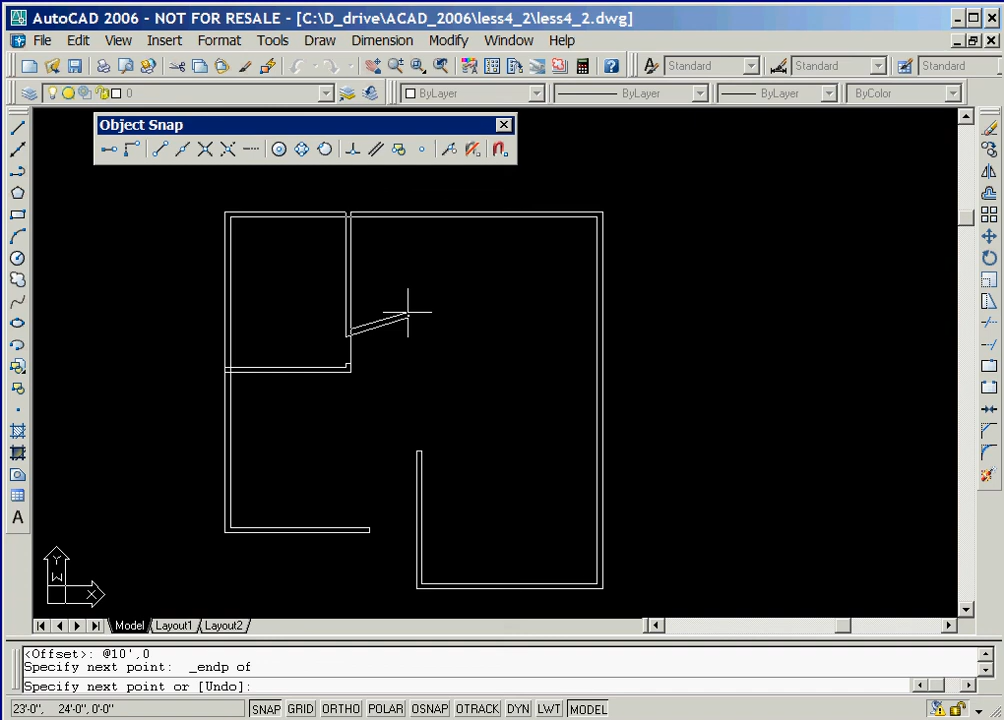 AutoCAD 2006 - NOT FOR RESALE - [C:\D_drive\ACAD_2006\less4_2\less4_2.dwg]
File Edit View Insert Format Tools Draw Dimension Modify Window Help
Standard Standard Standard
0 ByLayer ByLayer ByLayer ByColor
Object Snap
A
Y
W
X
Model Layout1 Layout2
<Offset>: @10',0
Specify next point: _endp of
Specify next point or [Undo]:
23'-0", 24'-0", 0'-0" SNAP GRID ORTHO POLAR OSNAP OTRACK DYN LWT MODEL